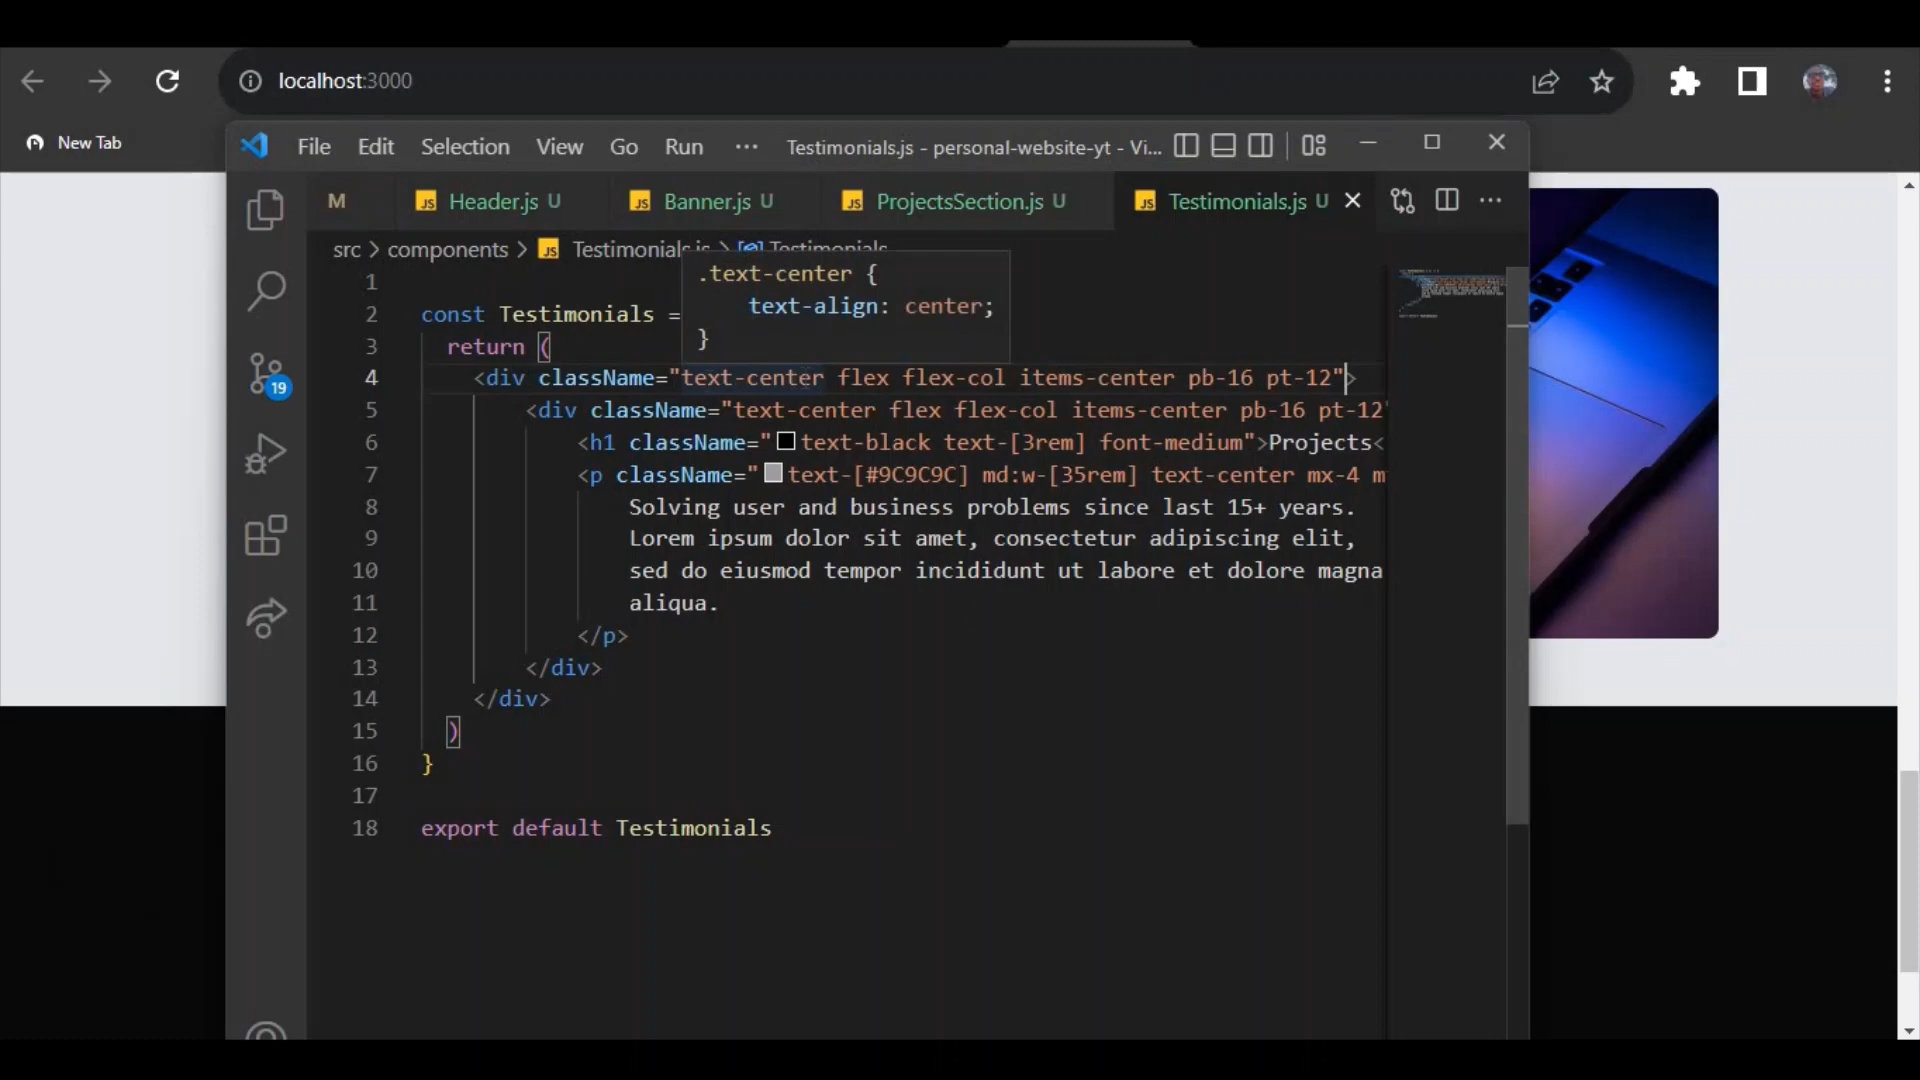 localhost:3000
New Tab
File Edit Selection View Go Run ··· Testimonials.js - personal-website-yt - Vi...
M Header.js U Banner.js U ProjectsSection.js U Testimonials.js U
src > components > Testimonials.js > Testimonials
.text-center {
text-align: center;
}
1
2 const Testimonials =
3 return (
4 <div className="text-center flex flex-col items-center pb-16 pt-12">
5 <div className="text-center flex flex-col items-center pb-16 pt-12"
6 <h1 className="text-black text-[3rem] font-medium">Projects<
7 <p className="text-[#9C9C9C] md:w-[35rem] text-center mx-4 m
8 Solving user and business problems since last 15+ years.
9 Lorem ipsum dolor sit amet, consectetur adipiscing elit,
10 sed do eiusmod tempor incididunt ut labore et dolore magna
11 aliqua.
12 </p>
13 </div>
14 </div>
15 )
16 }
17
18 export default Testimonials
19